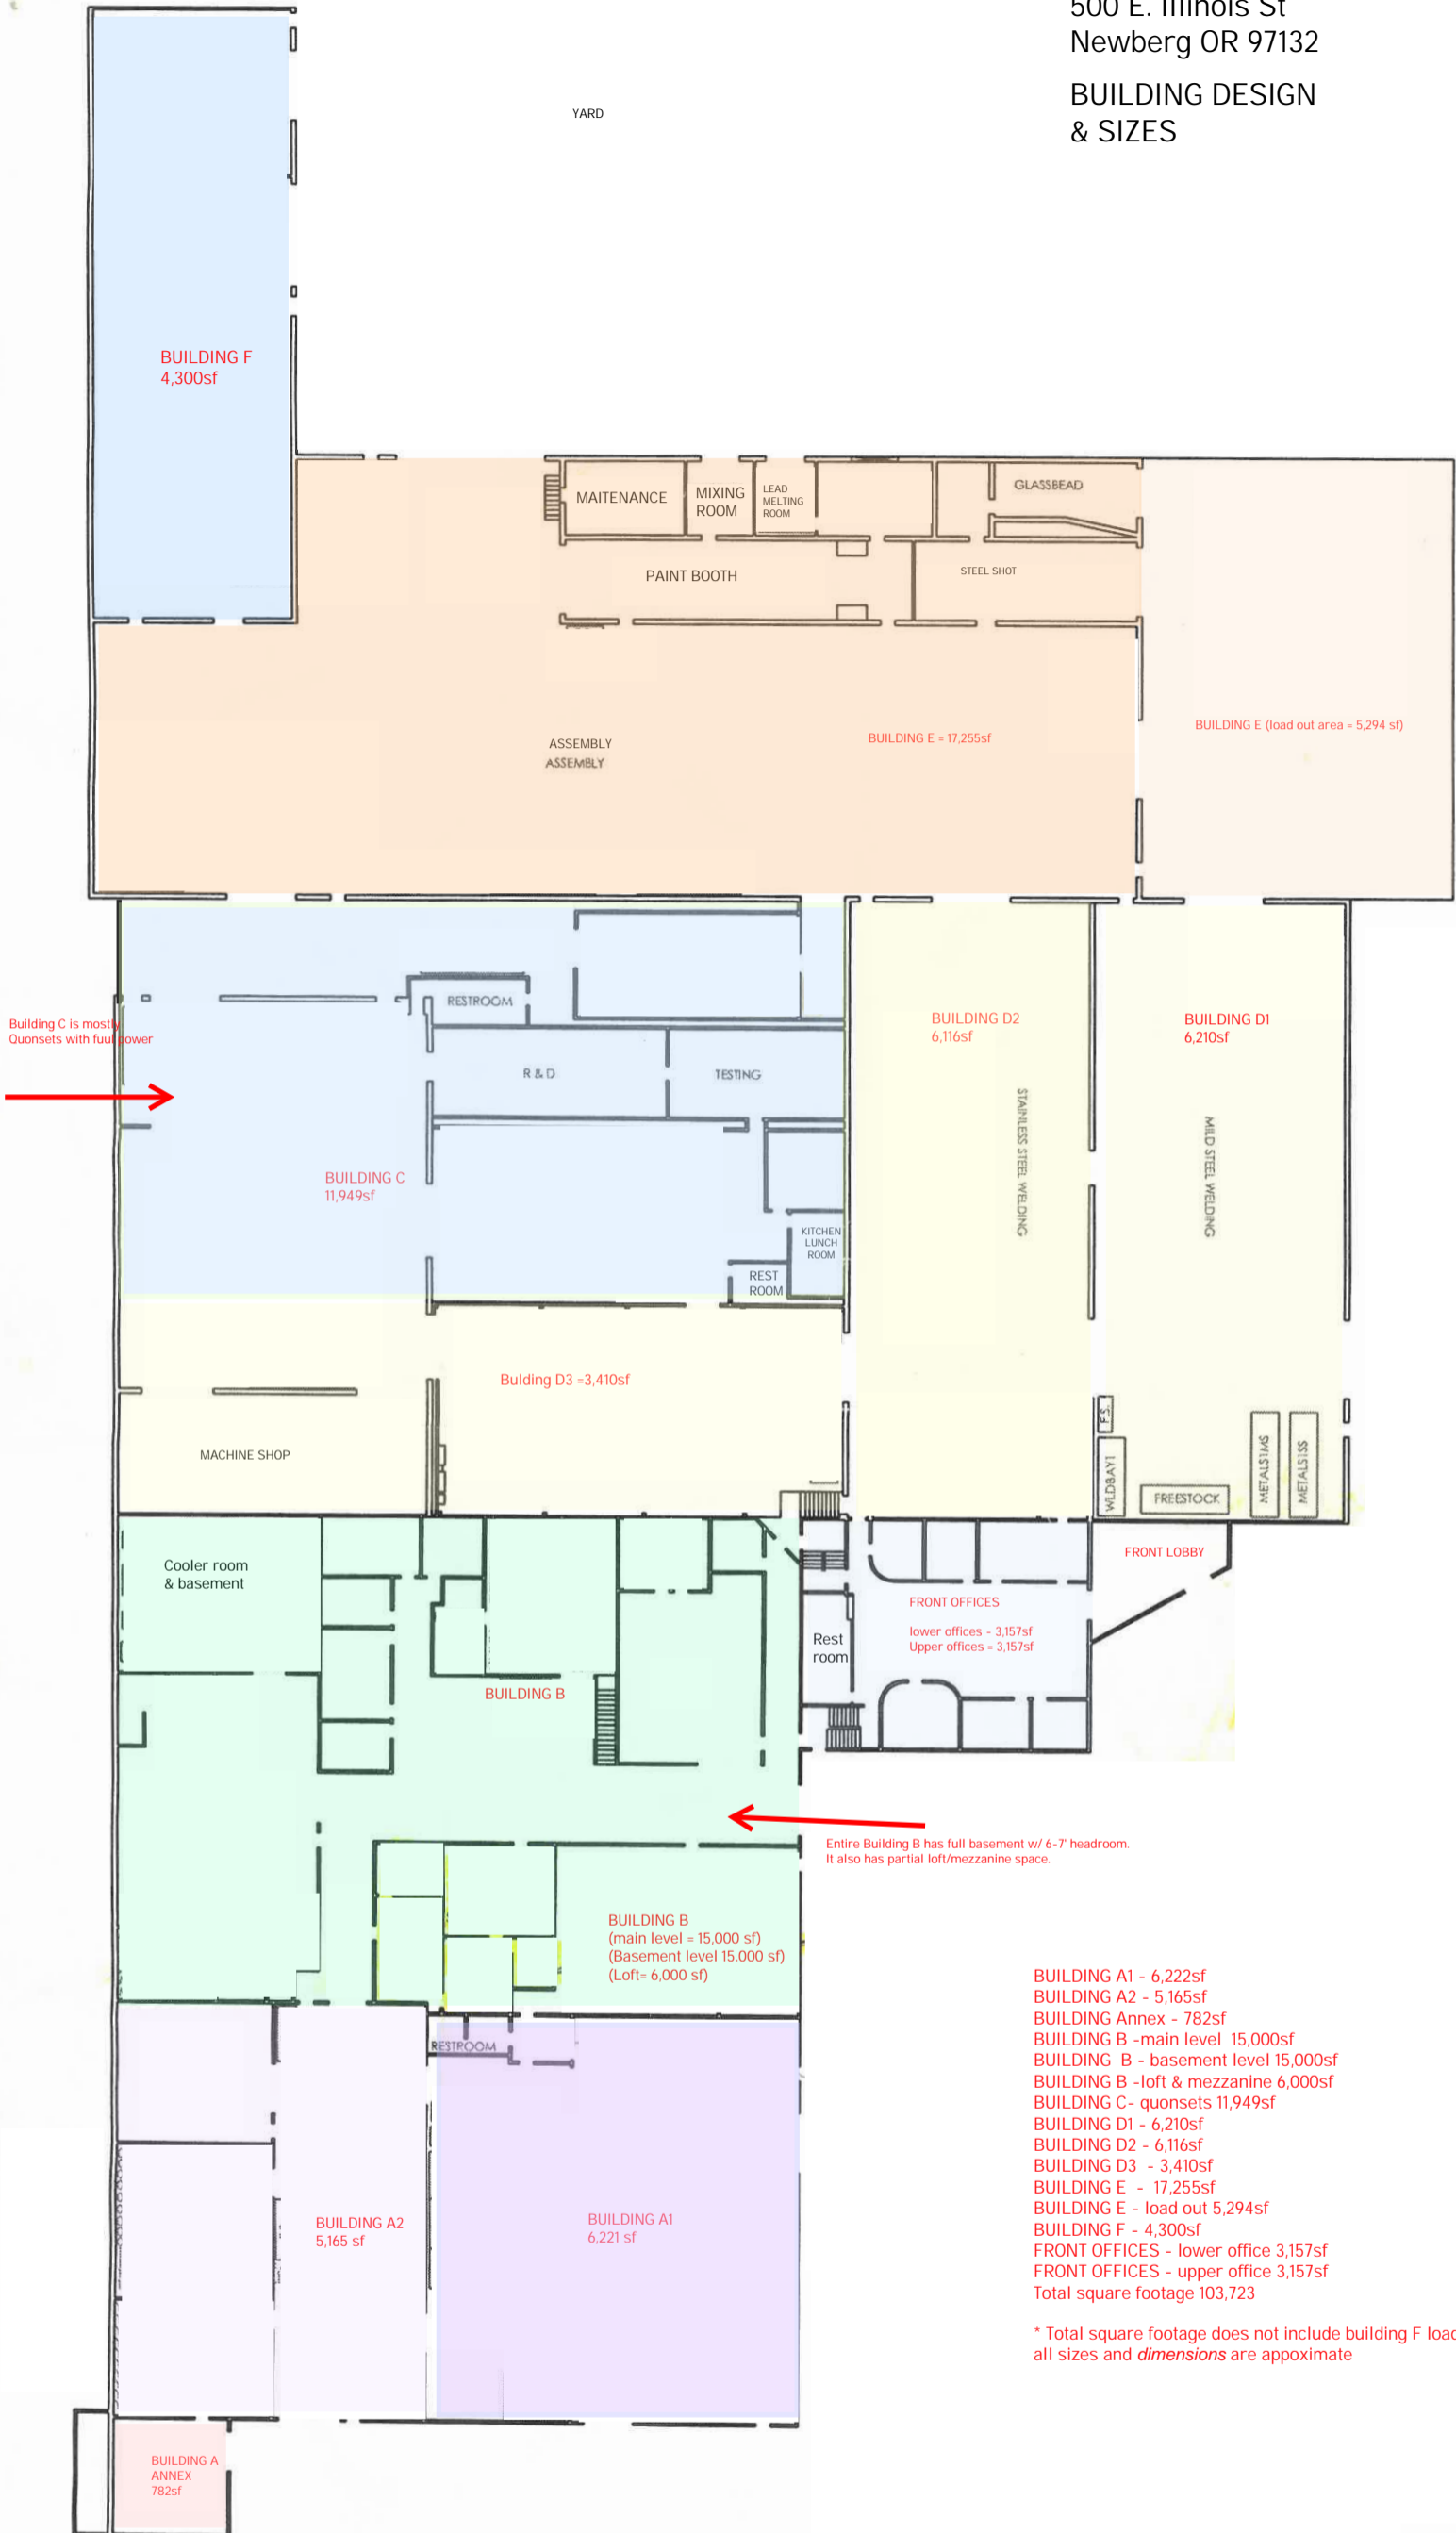 500 E. Illinois St
Newberg OR 97132
BUILDING DESIGN
& SIZES
YARD
BUILDING F
4,300sf
MAITENANCE
MIXING
ROOM
LEAD
MELTING
ROOM
GLASSBEAD
PAINT BOOTH
STEEL SHOT
ASSEMBLY
ASSEMBLY
BUILDING E = 17,255sf
BUILDING E (load out area = 5,294 sf)
RESTROOM
Building C is mostly
Quonsets with fuul power
R & D
TESTING
BUILDING D2
6,116sf
BUILDING D1
6,210sf
STAINLESS STEEL WELDING
MILD STEEL WELDING
BUILDING C
11,949sf
KITCHEN
LUNCH
ROOM
REST
ROOM
Bulding D3 =3,410sf
MACHINE SHOP
F.S.
WLDBAY1
FREESTOCK
METALS1MS
METALS1SS
Cooler room
& basement
FRONT LOBBY
FRONT OFFICES
lower offices - 3,157sf
Upper offices = 3,157sf
Rest
room
BUILDING B
Entire Building B has full basement w/ 6-7' headroom.
It also has partial loft/mezzanine space.
BUILDING B
(main level = 15,000 sf)
(Basement level 15.000 sf)
(Loft= 6,000 sf)
RESTROOM
BUILDING A2
5,165 sf
BUILDING A1
6,221 sf
BUILDING A1 - 6,222sf
BUILDING A2 - 5,165sf
BUILDING Annex - 782sf
BUILDING B -main level 15,000sf
BUILDING B - basement level 15,000sf
BUILDING B -loft & mezzanine 6,000sf
BUILDING C- quonsets 11,949sf
BUILDING D1 - 6,210sf
BUILDING D2 - 6,116sf
BUILDING D3 - 3,410sf
BUILDING E - 17,255sf
BUILDING E - load out 5,294sf
BUILDING F - 4,300sf
FRONT OFFICES - lower office 3,157sf
FRONT OFFICES - upper office 3,157sf
Total square footage 103,723
* Total square footage does not include building F load
all sizes and dimensions are appoximate
BUILDING A
ANNEX
782sf